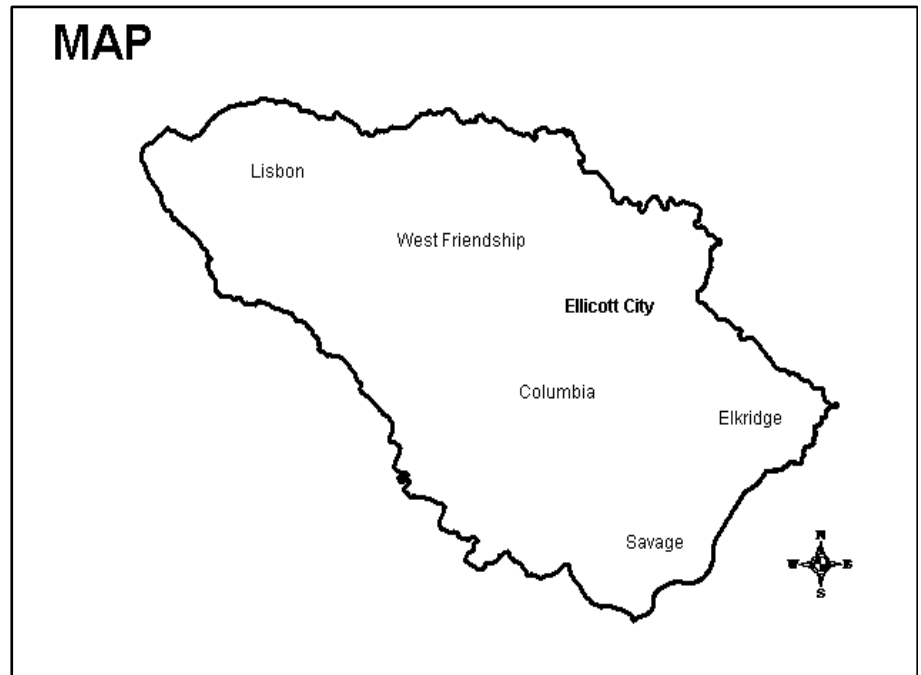 MAP
Lisbon
West Friendship
Ellicott City
Columbia
Elkridge
Savage
N
W E
S